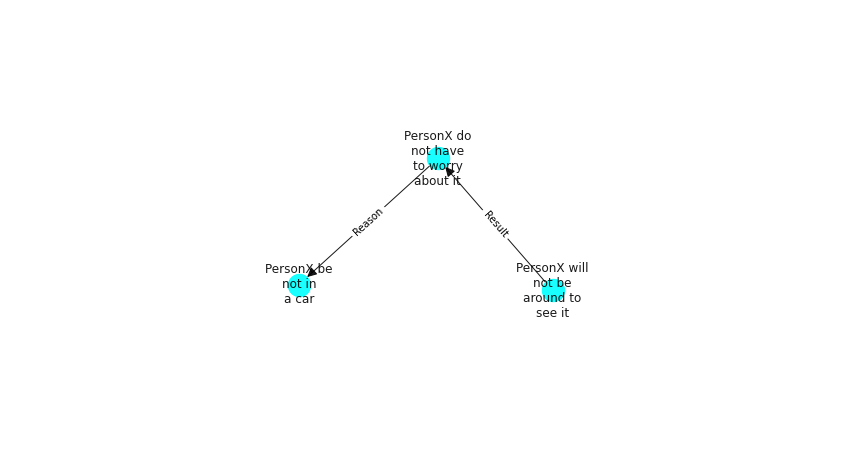 PersonX do
not have
to worry
about it
Reason
Result
PersonX be
not in
a car
PersonX will
not be
around to
see it